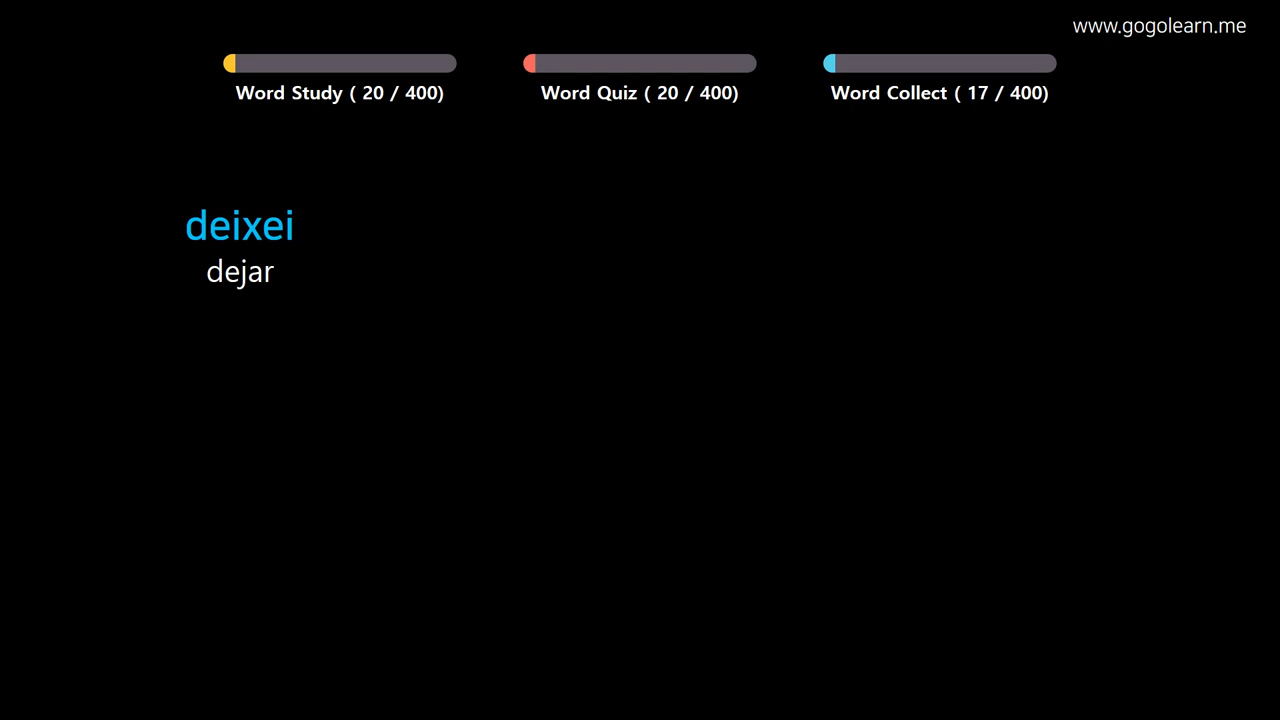 www.gogolearn.me
Word Study ( 20 / 400)
Word Quiz ( 20 / 400)
Word Collect ( 17 / 400)
deixei
dejar